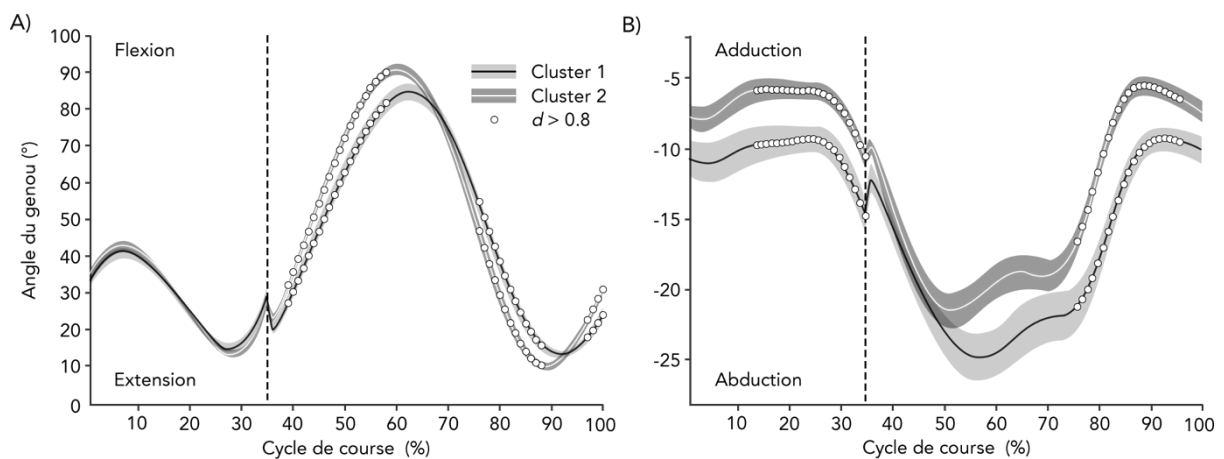 A)
Flexion
Cluster 1
Cluster 2
d > 0.8
Extension
Angle du genou (°)
100
90
80
70
60
50
40
30
20
10
0
10 20 30 40 50 60 70 80 90 100
Cycle de course (%)
B)
Adduction
Abduction
-5
-10
-15
-20
-25
10 20 30 40 50 60 70 80 90 100
Cycle de course (%)